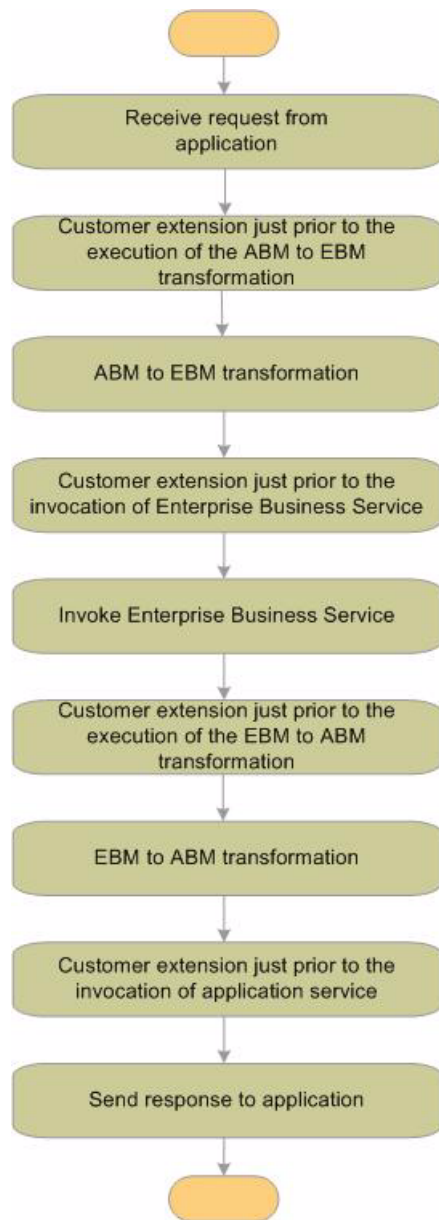 Receive request from
application
Customer extension just prior to the
execution of the ABM to EBM
transformation
ABM to EBM transformation
Customer extension just prior to the
invocation of Enterprise Business Service
Invoke Enterprise Business Service
Customer extension just prior to the
execution of the EBM to ABM
transformation
EBM to ABM transformation
Customer extension just prior to the
invocation of application service
Send response to application